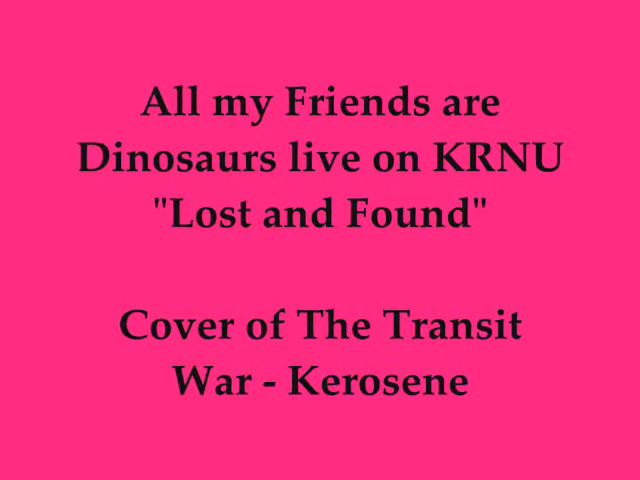 All my Friends are
Dinosaurs live on KRNU
"Lost and Found"
Cover of The Transit
War - Kerosene